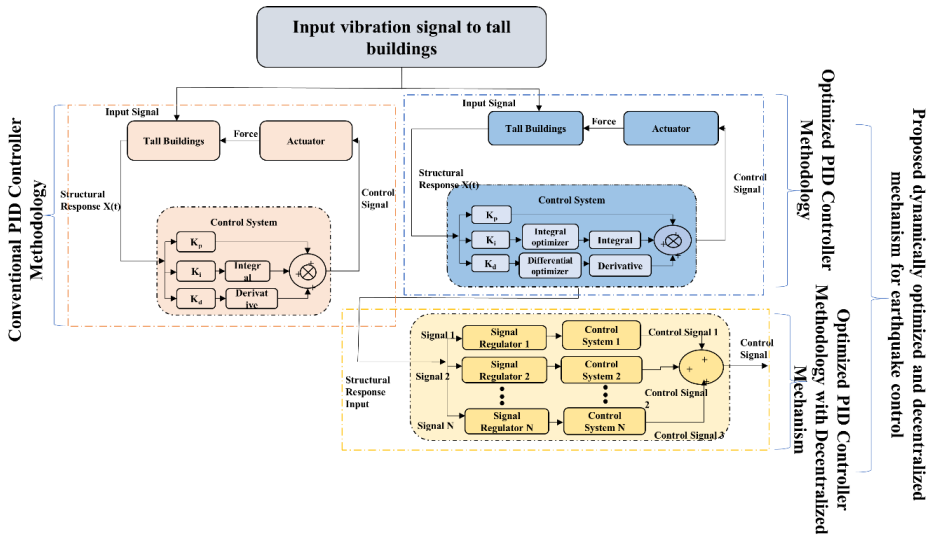 Input vibration signal to tall
buildings
Conventional PID Controller
Methodology
Input Signal
Tall Buildings
Force
Actuator
Structural
Response X(t)
Control
Signal
Control System
Kp
Ki
Integr
al
Kd
Derivat
ive
+
+
+
Input Signal
Tall Buildings
Force
Actuator
Structural
Response X(t)
Control
Signal
Control System
Kp
Ki
Integral
optimizer
Integral
Kd
Differential
optimizer
Derivative
+
+
+
Optimized PID Controller
Methodology
Structural
Response
Input
Signal 1
Signal
Regulator 1
Control
System 1
Control Signal 1
Signal 2
Signal
Regulator 2
Control
System 2
Control Signal
2
Signal N
Signal
Regulator N
Control
System N
Control Signal 3
+
+
+
Control
Signal
Optimized PID Controller
Methodology with Decentralized
Mechanism
Proposed dynamically optimized and decentralized
mechanism for earthquake control